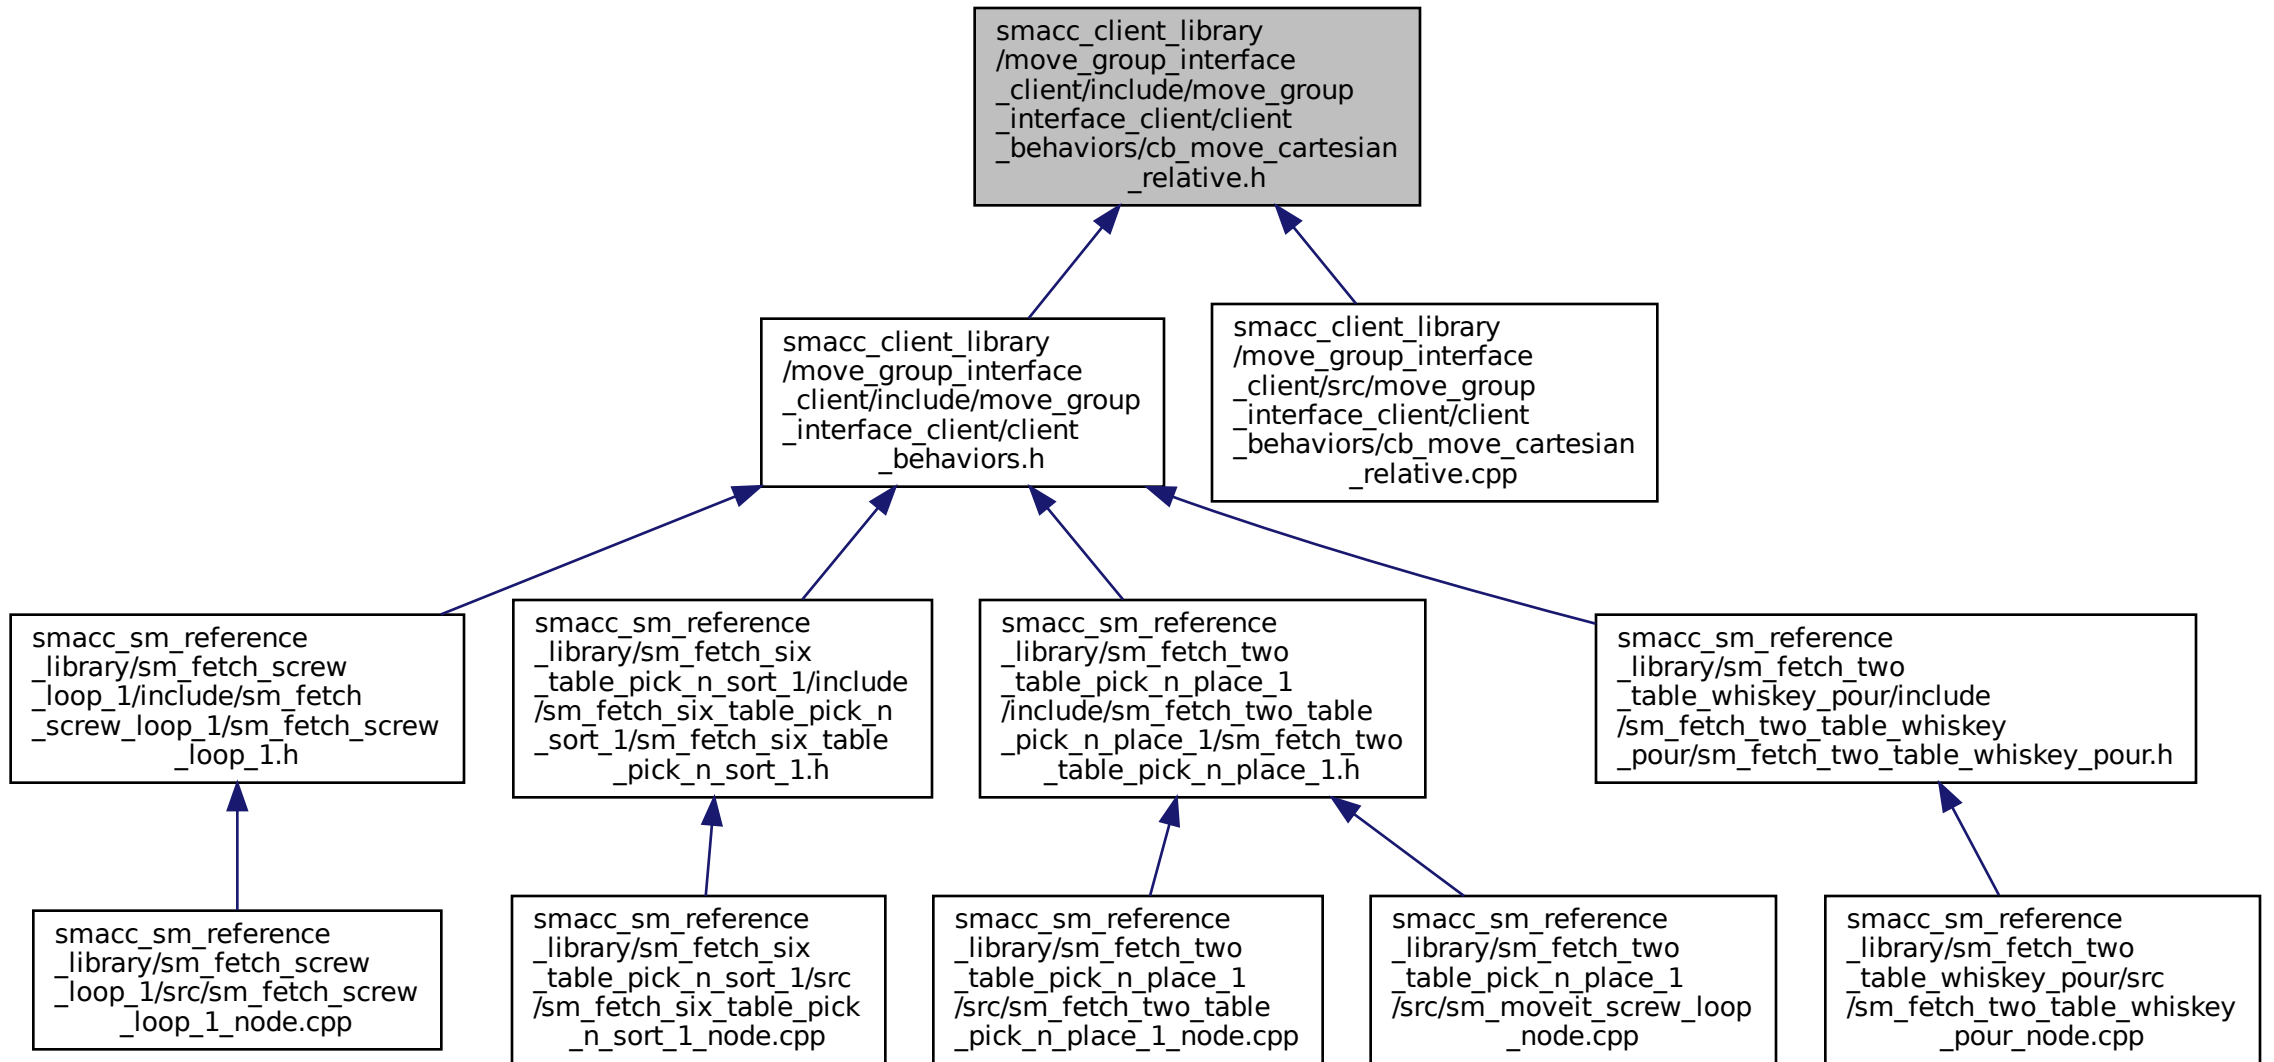 smacc_client_library
/move_group_interface
_client/include/move_group
_interface_client/client
_behaviors/cb_move_cartesian
_relative.h
smacc_client_library
/move_group_interface
_client/include/move_group
_interface_client/client
_behaviors.h
smacc_client_library
/move_group_interface
_client/src/move_group
_interface_client/client
_behaviors/cb_move_cartesian
_relative.cpp
smacc_sm_reference
_library/sm_fetch_screw
_loop_1/include/sm_fetch
_screw_loop_1/sm_fetch_screw
_loop_1.h
smacc_sm_reference
_library/sm_fetch_six
_table_pick_n_sort_1/include
/sm_fetch_six_table_pick_n
_sort_1/sm_fetch_six_table
_pick_n_sort_1.h
smacc_sm_reference
_library/sm_fetch_two
_table_pick_n_place_1
/include/sm_fetch_two_table
_pick_n_place_1/sm_fetch_two
_table_pick_n_place_1.h
smacc_sm_reference
_library/sm_fetch_two
_table_whiskey_pour/include
/sm_fetch_two_table_whiskey
_pour/sm_fetch_two_table_whiskey_pour.h
smacc_sm_reference
_library/sm_fetch_screw
_loop_1/src/sm_fetch_screw
_loop_1_node.cpp
smacc_sm_reference
_library/sm_fetch_six
_table_pick_n_sort_1/src
/sm_fetch_six_table_pick
_n_sort_1_node.cpp
smacc_sm_reference
_library/sm_fetch_two
_table_pick_n_place_1
/src/sm_fetch_two_table
_pick_n_place_1_node.cpp
smacc_sm_reference
_library/sm_fetch_two
_table_pick_n_place_1
/src/sm_moveit_screw_loop
_node.cpp
smacc_sm_reference
_library/sm_fetch_two
_table_whiskey_pour/src
/sm_fetch_two_table_whiskey
_pour_node.cpp